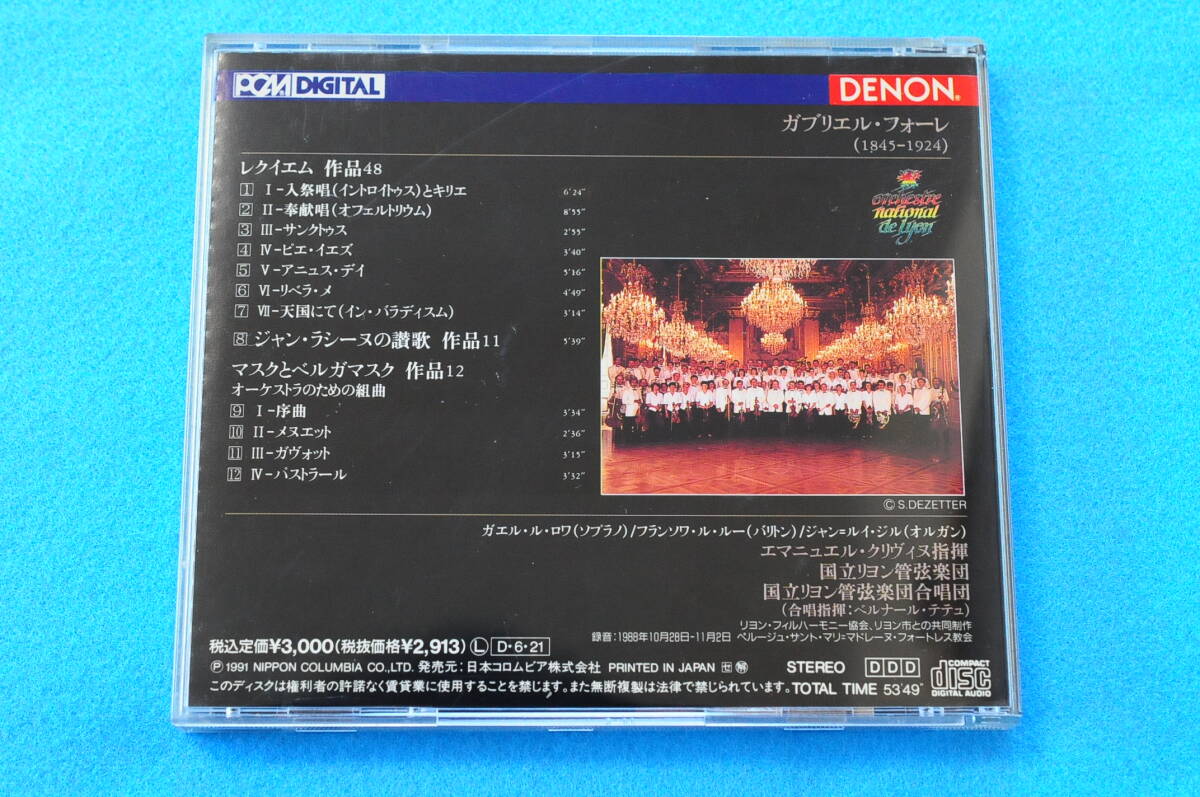 PCM DIGITAL
DENON®
ガブリエル・フォーレ
(1845-1924)
orchestre
national
de lyon
レクイエム 作品48
1 I-入祭唱(イントロイトゥス)とキリエ 6'24"
2 II-奉献唱(オフェルトリウム) 8'55"
3 III-サンクトゥス 2'55"
4 IV-ピエ・イエズ 3'40"
5 V-アニュス・デイ 5'16"
6 VI-リベラ・メ 4'49"
7 VII-天国にて(イン・パラディスム) 3'14"
8 ジャン・ラシーヌの讃歌 作品11 5'39"
マスクとベルガマスク 作品12
オーケストラのための組曲
9 I-序曲 3'34"
10 II-メヌエット 2'36"
11 III-ガヴォット 3'15"
12 IV-パストラール 3'32"
© S.DEZETTER
ガエル・ル・ロワ(ソプラノ)/フランソワ・ル・ルー(バリトン)/ジャン=ルイ・ジル(オルガン)
エマニュエル・クリヴィヌ指揮
国立リヨン管弦楽団
国立リヨン管弦楽団合唱団
(合唱指揮:ベルナール・テテュ)
リヨン・フィルハーモニー協会、リヨン市との共同制作
録音:1988年10月28日-11月2日 ペルージュ・サント・マリ=マドレーヌ・フォートレス教会
税込定価¥3,000(税抜価格¥2,913) Ⓛ D・6・21
℗ 1991 NIPPON COLUMBIA CO.,LTD. 発売元:日本コロムビア株式会社 PRINTED IN JAPAN STEREO DDD
COMPACT disc DIGITAL AUDIO
このディスクは権利者の許諾なく賃貸業に使用することを禁じます。また無断複製は法律で禁じられています。 TOTAL TIME 53'49"